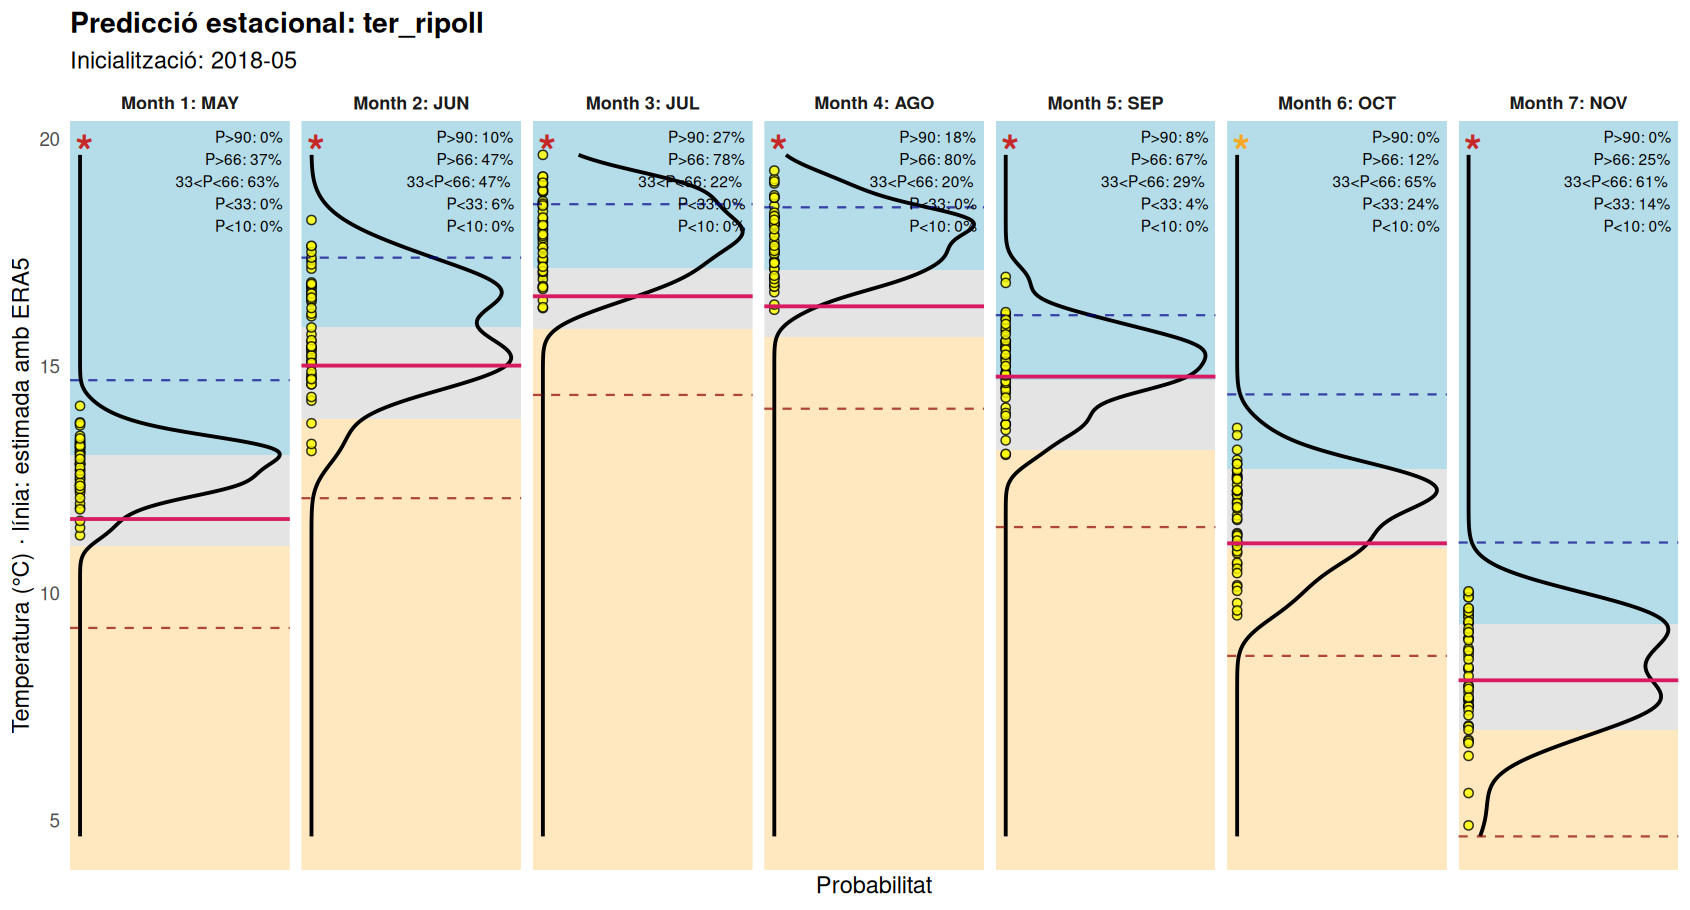 Predicció estacional: ter_ripoll
Inicialització: 2018-05
Month 1: MAY
Month 2: JUN
Month 3: JUL
Month 4: AGO
Month 5: SEP
Month 6: OCT
Month 7: NOV
P>90: 0%
P>66: 37%
33<P<66: 63%
P<33: 0%
P<10: 0%
P>90: 10%
P>66: 47%
33<P<66: 47%
P<33: 6%
P<10: 0%
P>90: 27%
P>66: 78%
33<P<66: 22%
P<33: 0%
P<10: 0%
P>90: 18%
P>66: 80%
33<P<66: 20%
P<33: 0%
P<10: 0%
P>90: 8%
P>66: 67%
33<P<66: 29%
P<33: 4%
P<10: 0%
P>90: 0%
P>66: 12%
33<P<66: 65%
P<33: 24%
P<10: 0%
P>90: 0%
P>66: 25%
33<P<66: 61%
P<33: 14%
P<10: 0%
20
15
10
5
Temperatura (°C) · línia: estimada amb ERA5
Probabilitat